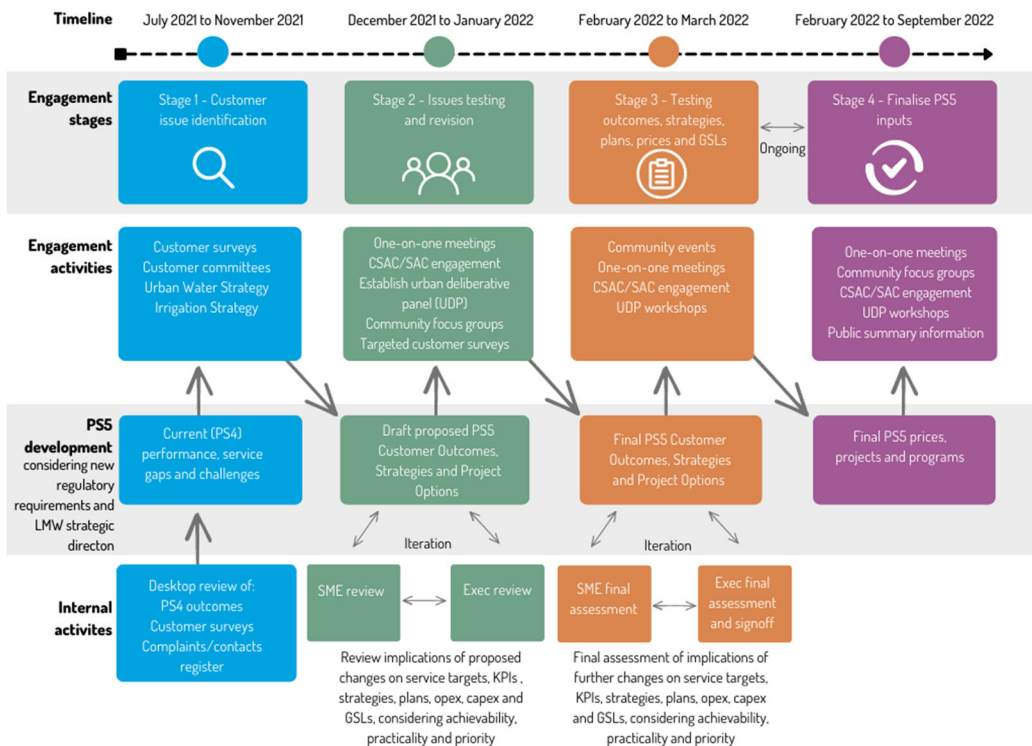 Timeline
July 2021 to November 2021
December 2021 to January 2022
February 2022 to March 2022
February 2022 to September 2022
Engagement
stages
Stage 1 - Customer
issue identification
Stage 2 - Issues testing
and revision
Stage 3 - Testing
outcomes, strategies,
plans, prices and GSLs
Ongoing
Stage 4 - Finalise PS5
inputs
Engagement
activities
Customer surveys
Customer committees
Urban Water Strategy
Irrigation Strategy
One-on-one meetings
CSAC/SAC engagement
Establish urban deliberative
panel (UDP)
Community focus groups
Targeted customer surveys
Community events
One-on-one meetings
CSAC/SAC engagement
UDP workshops
One-on-one meetings
Community focus groups
CSAC/SAC engagement
UDP workshops
Public summary information
PS5
development
considering new
regulatory
requirements and
LMW strategic
directon
Current (PS4)
performance, service
gaps and challenges
Draft proposed PS5
Customer Outcomes,
Strategies and Project
Options
Final PS5 Customer
Outcomes, Strategies
and Project Options
Final PS5 prices,
projects and programs
Iteration
Iteration
Internal
activites
Desktop review of:
PS4 outcomes
Customer surveys
Complaints/contacts
register
SME review
Exec review
SME final
assessment
Exec final
assessment
and signoff
Review implications of proposed
changes on service targets, KPIs ,
strategies, plans, opex, capex and
GSLs, considering achievability,
practicality and priority
Final assessment of implications of
further changes on service targets,
KPIs, strategies, plans, opex, capex
and GSLs, considering achievability,
practicality and priority